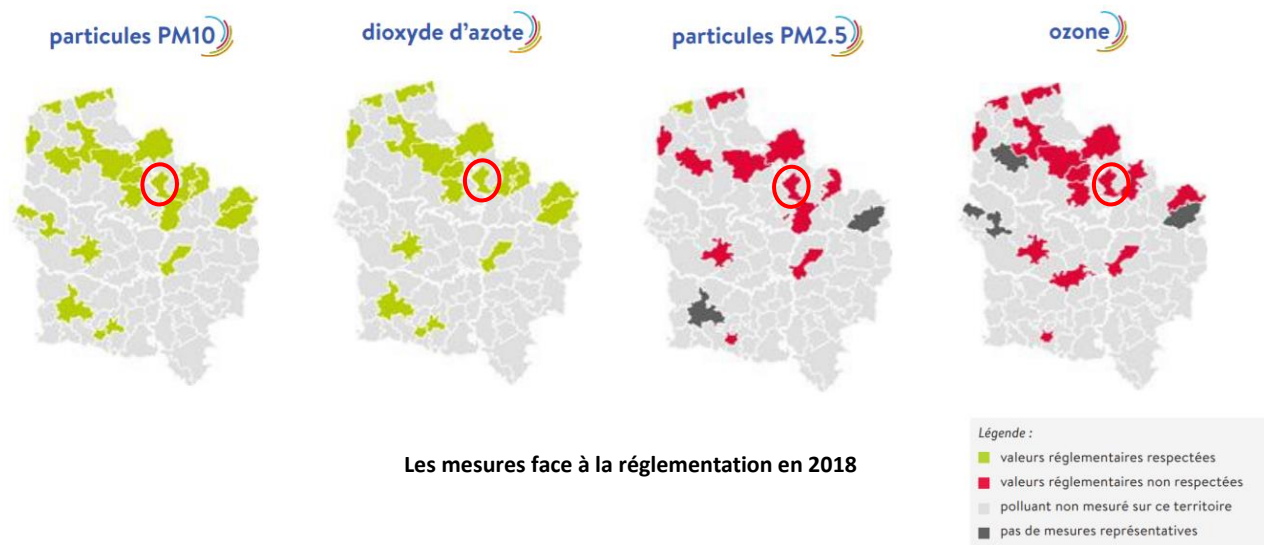 particules PM10
dioxyde d'azote
particules PM2.5
ozone
Les mesures face à la réglementation en 2018
Légende :
valeurs réglementaires respectées
valeurs réglementaires non respectées
polluant non mesuré sur ce territoire
pas de mesures représentatives